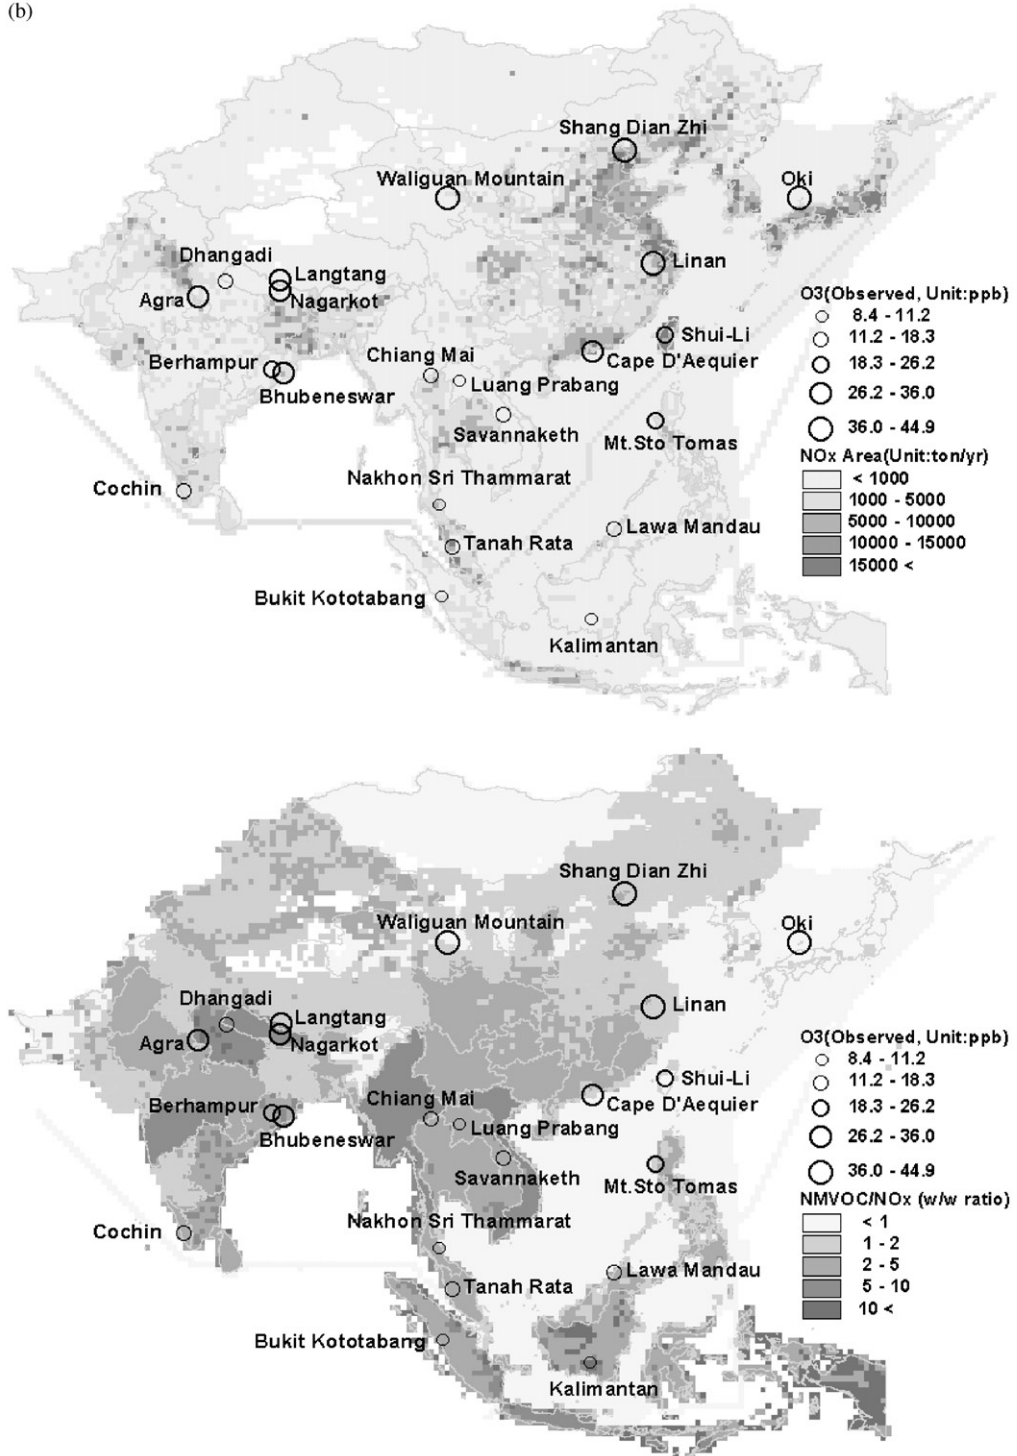 (b)
Shang Dian Zhi
Waliguan Mountain
Oki
Dhangadi
Langtang
Linan
Agra
Nagarkot
O3(Observed, Unit:ppb)
8.4 - 11.2
11.2 - 18.3
18.3 - 26.2
26.2 - 36.0
36.0 - 44.9
Shui-Li
Chiang Mai
Cape D'Aequier
Berhampur
Luang Prabang
Bhubeneswar
Savannaketh
Mt.Sto Tomas
NOx Area(Unit:ton/yr)
< 1000
1000 - 5000
5000 - 10000
10000 - 15000
15000 <
Nakhon Sri Thammarat
Cochin
Lawa Mandau
Tanah Rata
Bukit Kototabang
Kalimantan
Shang Dian Zhi
Waliguan Mountain
Oki
Dhangadi
Langtang
Linan
Agra
Nagarkot
O3(Observed, Unit:ppb)
8.4 - 11.2
11.2 - 18.3
18.3 - 26.2
26.2 - 36.0
36.0 - 44.9
Shui-Li
Chiang Mai
Cape D'Aequier
Berhampur
Luang Prabang
Bhubeneswar
Savannaketh
Mt.Sto Tomas
NMVOC/NOx (w/w ratio)
< 1
1 - 2
2 - 5
5 - 10
10 <
Nakhon Sri Thammarat
Cochin
Lawa Mandau
Tanah Rata
Bukit Kototabang
Kalimantan